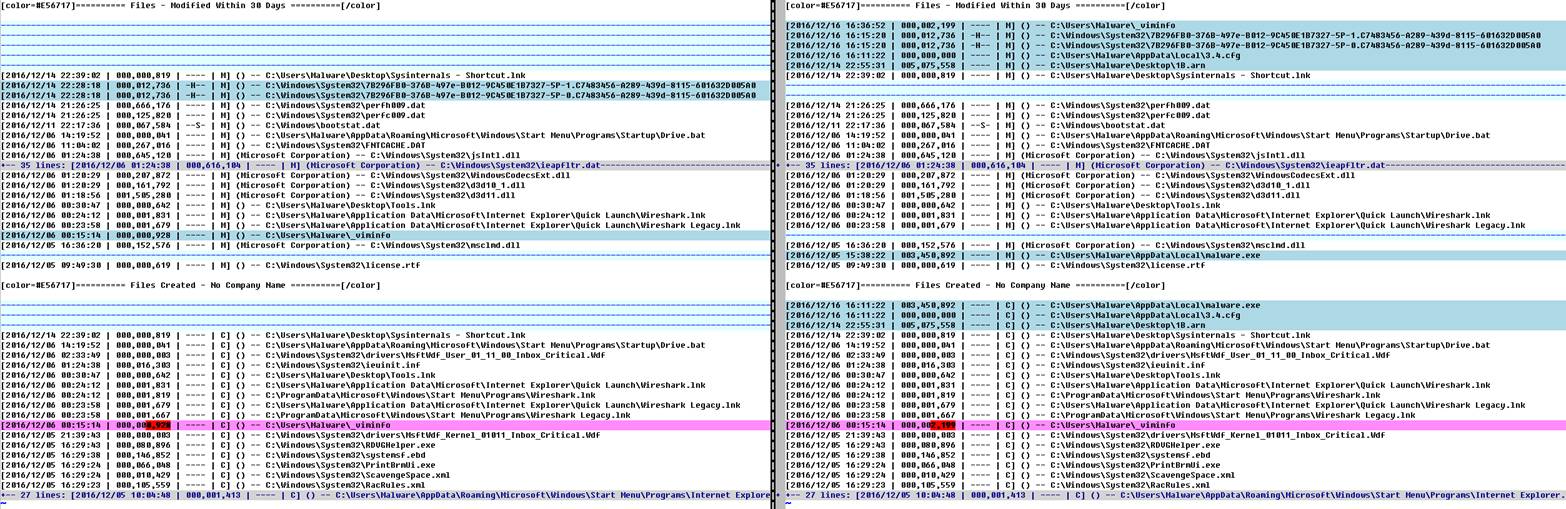 [color=#E56717]========== Files - Modified Within 30 Days ==========[/color]
[2016/12/14 22:39:02 | 000,000,819 | ---- | M] () -- C:\Users\Malware\Desktop\Sysinternals - Shortcut.lnk
[2016/12/14 22:28:18 | 000,012,736 | -H-- | M] () -- C:\Windows\System32\7B296FB0-376B-497e-B012-9C450E1B7327-5P-1.C7483456-A289-439d-8115-601632D005A0
[2016/12/14 22:28:18 | 000,012,736 | -H-- | M] () -- C:\Windows\System32\7B296FB0-376B-497e-B012-9C450E1B7327-5P-0.C7483456-A289-439d-8115-601632D005A0
[2016/12/14 21:26:25 | 000,666,176 | ---- | M] () -- C:\Windows\System32\perfh009.dat
[2016/12/14 21:26:25 | 000,125,820 | ---- | M] () -- C:\Windows\System32\perfc009.dat
[2016/12/11 22:17:36 | 000,067,584 | --S- | M] () -- C:\Windows\bootstat.dat
[2016/12/06 14:19:52 | 000,000,041 | ---- | M] () -- C:\Users\Malware\AppData\Roaming\Microsoft\Windows\Start Menu\Programs\Startup\Drive.bat
[2016/12/06 11:04:02 | 000,267,016 | ---- | M] () -- C:\Windows\System32\FNTCACHE.DAT
[2016/12/06 01:24:38 | 000,645,120 | ---- | M] (Microsoft Corporation) -- C:\Windows\System32\jsIntl.dll
+-- 35 lines: [2016/12/06 01:24:38 | 000,616,104 | ---- | M] (Microsoft Corporation) -- C:\Windows\System32\ieapfltr.dat
[2016/12/06 01:20:29 | 000,207,872 | ---- | M] (Microsoft Corporation) -- C:\Windows\System32\WindowsCodecsExt.dll
[2016/12/06 01:20:29 | 000,161,792 | ---- | M] (Microsoft Corporation) -- C:\Windows\System32\d3d10_1.dll
[2016/12/06 01:18:56 | 001,505,280 | ---- | M] (Microsoft Corporation) -- C:\Windows\System32\d3d11.dll
[2016/12/06 00:30:47 | 000,000,642 | ---- | M] () -- C:\Users\Malware\Desktop\Tools.lnk
[2016/12/06 00:24:12 | 000,001,831 | ---- | M] () -- C:\Users\Malware\Application Data\Microsoft\Internet Explorer\Quick Launch\Wireshark.lnk
[2016/12/06 00:23:58 | 000,001,679 | ---- | M] () -- C:\Users\Malware\Application Data\Microsoft\Internet Explorer\Quick Launch\Wireshark Legacy.lnk
[2016/12/06 00:15:14 | 000,000,928 | ---- | M] () -- C:\Users\Malware\_viminfo
[2016/12/05 16:36:20 | 000,152,576 | ---- | M] (Microsoft Corporation) -- C:\Windows\System32\msclmd.dll
[2016/12/05 09:49:30 | 000,000,619 | ---- | M] () -- C:\Windows\System32\license.rtf
[color=#E56717]========== Files Created - No Company Name ==========[/color]
[2016/12/14 22:39:02 | 000,000,819 | ---- | C] () -- C:\Users\Malware\Desktop\Sysinternals - Shortcut.lnk
[2016/12/06 14:19:52 | 000,000,041 | ---- | C] () -- C:\Users\Malware\AppData\Roaming\Microsoft\Windows\Start Menu\Programs\Startup\Drive.bat
[2016/12/06 02:33:49 | 000,000,003 | ---- | C] () -- C:\Windows\System32\drivers\MsftWdf_User_01_11_00_Inbox_Critical.Wdf
[2016/12/06 01:24:38 | 000,016,303 | ---- | C] () -- C:\Windows\System32\ieuinit.inf
[2016/12/06 00:30:47 | 000,000,642 | ---- | C] () -- C:\Users\Malware\Desktop\Tools.lnk
[2016/12/06 00:24:12 | 000,001,831 | ---- | C] () -- C:\Users\Malware\Application Data\Microsoft\Internet Explorer\Quick Launch\Wireshark.lnk
[2016/12/06 00:24:12 | 000,001,819 | ---- | C] () -- C:\ProgramData\Microsoft\Windows\Start Menu\Programs\Wireshark.lnk
[2016/12/06 00:23:58 | 000,001,679 | ---- | C] () -- C:\Users\Malware\Application Data\Microsoft\Internet Explorer\Quick Launch\Wireshark Legacy.lnk
[2016/12/06 00:23:58 | 000,001,667 | ---- | C] () -- C:\ProgramData\Microsoft\Windows\Start Menu\Programs\Wireshark Legacy.lnk
[2016/12/06 00:15:14 | 000,000,928 | ---- | C] () -- C:\Users\Malware\_viminfo
[2016/12/05 21:39:43 | 000,000,003 | ---- | C] () -- C:\Windows\System32\drivers\MsftWdf_Kernel_01011_Inbox_Critical.Wdf
[2016/12/05 16:29:43 | 000,080,896 | ---- | C] () -- C:\Windows\System32\RDVGHelper.exe
[2016/12/05 16:29:38 | 000,146,852 | ---- | C] () -- C:\Windows\System32\systemsf.ebd
[2016/12/05 16:29:24 | 000,066,048 | ---- | C] () -- C:\Windows\System32\PrintBrmUi.exe
[2016/12/05 16:29:24 | 000,010,429 | ---- | C] () -- C:\Windows\System32\ScavengeSpace.xml
[2016/12/05 16:29:23 | 000,105,559 | ---- | C] () -- C:\Windows\System32\RacRules.xml
+-- 27 lines: [2016/12/05 10:04:48 | 000,001,413 | ---- | C] () -- C:\Users\Malware\AppData\Roaming\Microsoft\Windows\Start Menu\Programs\Internet Explore
~
[color=#E56717]========== Files - Modified Within 30 Days ==========[/color]
[2016/12/16 16:36:52 | 000,002,199 | ---- | M] () -- C:\Users\Malware\_viminfo
[2016/12/16 16:15:20 | 000,012,736 | -H-- | M] () -- C:\Windows\System32\7B296FB0-376B-497e-B012-9C450E1B7327-5P-1.C7483456-A289-439d-8115-601632D005A0
[2016/12/16 16:15:20 | 000,012,736 | -H-- | M] () -- C:\Windows\System32\7B296FB0-376B-497e-B012-9C450E1B7327-5P-0.C7483456-A289-439d-8115-601632D005A0
[2016/12/16 16:11:22 | 000,000,000 | ---- | M] () -- C:\Users\Malware\AppData\Local\3.4.cfg
[2016/12/14 22:55:31 | 005,075,558 | ---- | M] () -- C:\Users\Malware\Desktop\1B.arn
[2016/12/14 22:39:02 | 000,000,819 | ---- | M] () -- C:\Users\Malware\Desktop\Sysinternals - Shortcut.lnk
[2016/12/14 21:26:25 | 000,666,176 | ---- | M] () -- C:\Windows\System32\perfh009.dat
[2016/12/14 21:26:25 | 000,125,820 | ---- | M] () -- C:\Windows\System32\perfc009.dat
[2016/12/11 22:17:36 | 000,067,584 | --S- | M] () -- C:\Windows\bootstat.dat
[2016/12/06 14:19:52 | 000,000,041 | ---- | M] () -- C:\Users\Malware\AppData\Roaming\Microsoft\Windows\Start Menu\Programs\Startup\Drive.bat
[2016/12/06 11:04:02 | 000,267,016 | ---- | M] () -- C:\Windows\System32\FNTCACHE.DAT
[2016/12/06 01:24:38 | 000,645,120 | ---- | M] (Microsoft Corporation) -- C:\Windows\System32\jsIntl.dll
+-- 35 lines: [2016/12/06 01:24:38 | 000,616,104 | ---- | M] (Microsoft Corporation) -- C:\Windows\System32\ieapfltr.dat
[2016/12/06 01:20:29 | 000,207,872 | ---- | M] (Microsoft Corporation) -- C:\Windows\System32\WindowsCodecsExt.dll
[2016/12/06 01:20:29 | 000,161,792 | ---- | M] (Microsoft Corporation) -- C:\Windows\System32\d3d10_1.dll
[2016/12/06 01:18:56 | 001,505,280 | ---- | M] (Microsoft Corporation) -- C:\Windows\System32\d3d11.dll
[2016/12/06 00:30:47 | 000,000,642 | ---- | M] () -- C:\Users\Malware\Desktop\Tools.lnk
[2016/12/06 00:24:12 | 000,001,831 | ---- | M] () -- C:\Users\Malware\Application Data\Microsoft\Internet Explorer\Quick Launch\Wireshark.lnk
[2016/12/06 00:23:58 | 000,001,679 | ---- | M] () -- C:\Users\Malware\Application Data\Microsoft\Internet Explorer\Quick Launch\Wireshark Legacy.lnk
[2016/12/05 16:36:20 | 000,152,576 | ---- | M] (Microsoft Corporation) -- C:\Windows\System32\msclmd.dll
[2016/12/05 15:38:22 | 003,450,892 | ---- | M] () -- C:\Users\Malware\AppData\Local\malware.exe
[2016/12/05 09:49:30 | 000,000,619 | ---- | M] () -- C:\Windows\System32\license.rtf
[color=#E56717]========== Files Created - No Company Name ==========[/color]
[2016/12/16 16:11:22 | 003,450,892 | ---- | C] () -- C:\Users\Malware\AppData\Local\malware.exe
[2016/12/16 16:11:22 | 000,000,000 | ---- | C] () -- C:\Users\Malware\AppData\Local\3.4.cfg
[2016/12/14 22:55:31 | 005,075,558 | ---- | C] () -- C:\Users\Malware\Desktop\1B.arn
[2016/12/14 22:39:02 | 000,000,819 | ---- | C] () -- C:\Users\Malware\Desktop\Sysinternals - Shortcut.lnk
[2016/12/06 14:19:52 | 000,000,041 | ---- | C] () -- C:\Users\Malware\AppData\Roaming\Microsoft\Windows\Start Menu\Programs\Startup\Drive.bat
[2016/12/06 02:33:49 | 000,000,003 | ---- | C] () -- C:\Windows\System32\drivers\MsftWdf_User_01_11_00_Inbox_Critical.Wdf
[2016/12/06 01:24:38 | 000,016,303 | ---- | C] () -- C:\Windows\System32\ieuinit.inf
[2016/12/06 00:30:47 | 000,000,642 | ---- | C] () -- C:\Users\Malware\Desktop\Tools.lnk
[2016/12/06 00:24:12 | 000,001,831 | ---- | C] () -- C:\Users\Malware\Application Data\Microsoft\Internet Explorer\Quick Launch\Wireshark.lnk
[2016/12/06 00:24:12 | 000,001,819 | ---- | C] () -- C:\ProgramData\Microsoft\Windows\Start Menu\Programs\Wireshark.lnk
[2016/12/06 00:23:58 | 000,001,679 | ---- | C] () -- C:\Users\Malware\Application Data\Microsoft\Internet Explorer\Quick Launch\Wireshark Legacy.lnk
[2016/12/06 00:23:58 | 000,001,667 | ---- | C] () -- C:\ProgramData\Microsoft\Windows\Start Menu\Programs\Wireshark Legacy.lnk
[2016/12/06 00:15:14 | 000,002,199 | ---- | C] () -- C:\Users\Malware\_viminfo
[2016/12/05 21:39:43 | 000,000,003 | ---- | C] () -- C:\Windows\System32\drivers\MsftWdf_Kernel_01011_Inbox_Critical.Wdf
[2016/12/05 16:29:43 | 000,080,896 | ---- | C] () -- C:\Windows\System32\RDVGHelper.exe
[2016/12/05 16:29:38 | 000,146,852 | ---- | C] () -- C:\Windows\System32\systemsf.ebd
[2016/12/05 16:29:24 | 000,066,048 | ---- | C] () -- C:\Windows\System32\PrintBrmUi.exe
[2016/12/05 16:29:24 | 000,010,429 | ---- | C] () -- C:\Windows\System32\ScavengeSpace.xml
[2016/12/05 16:29:23 | 000,105,559 | ---- | C] () -- C:\Windows\System32\RacRules.xml
+-- 27 lines: [2016/12/05 10:04:48 | 000,001,413 | ---- | C] () -- C:\Users\Malware\AppData\Roaming\Microsoft\Windows\Start Menu\Programs\Internet Explorer.